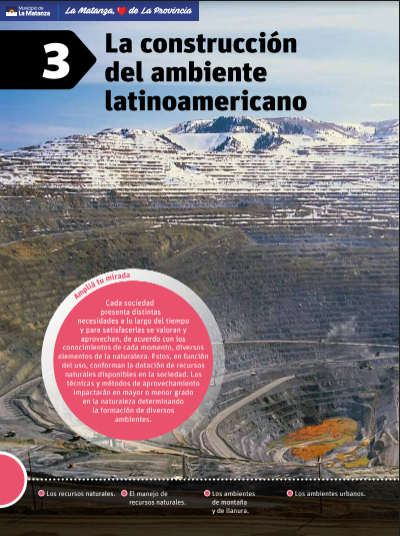 Municipio de
La Matanza
La Matanza, de La Provincia
3
La construcción
del ambiente
latinoamericano
Ampliá tu mirada
Cada sociedad
presenta distintas
necesidades a lo largo del tiempo
y para satisfacerlas se valoran y
aprovechan, de acuerdo con los
conocimientos de cada momento, diversos
elementos de la naturaleza. Estos, en función
del uso, conforman la dotación de recursos
naturales disponibles en la sociedad. Las
técnicas y métodos de aprovechamiento
impactarán en mayor o menor grado
en la naturaleza determinando
la formación de diversos
ambientes.
Los recursos naturales.
El manejo de
recursos naturales.
Los ambientes
de montaña
y de llanura.
Los ambientes urbanos.